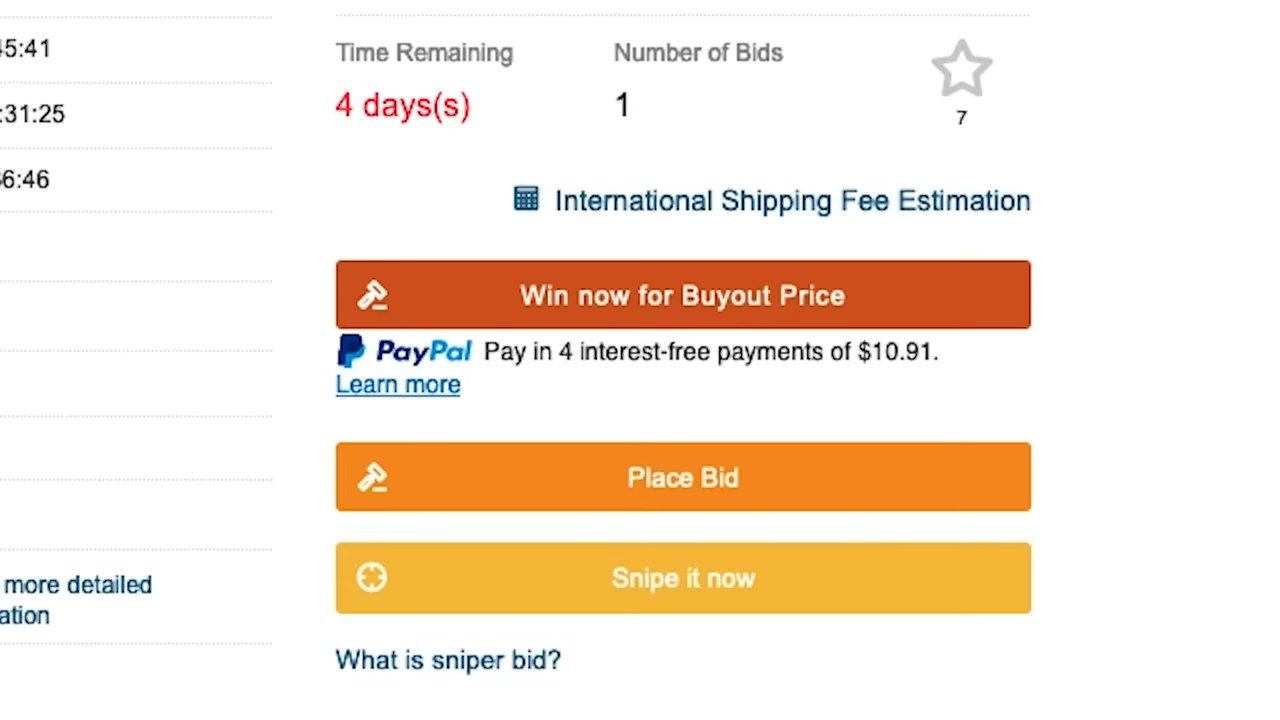 45:41
:31:25
36:46
more detailed
ation
Time Remaining
Number of Bids
4 days(s)
1
7
International Shipping Fee Estimation
Win now for Buyout Price
PayPal Pay in 4 interest-free payments of $10.91.
Learn more
Place Bid
Snipe it now
What is sniper bid?